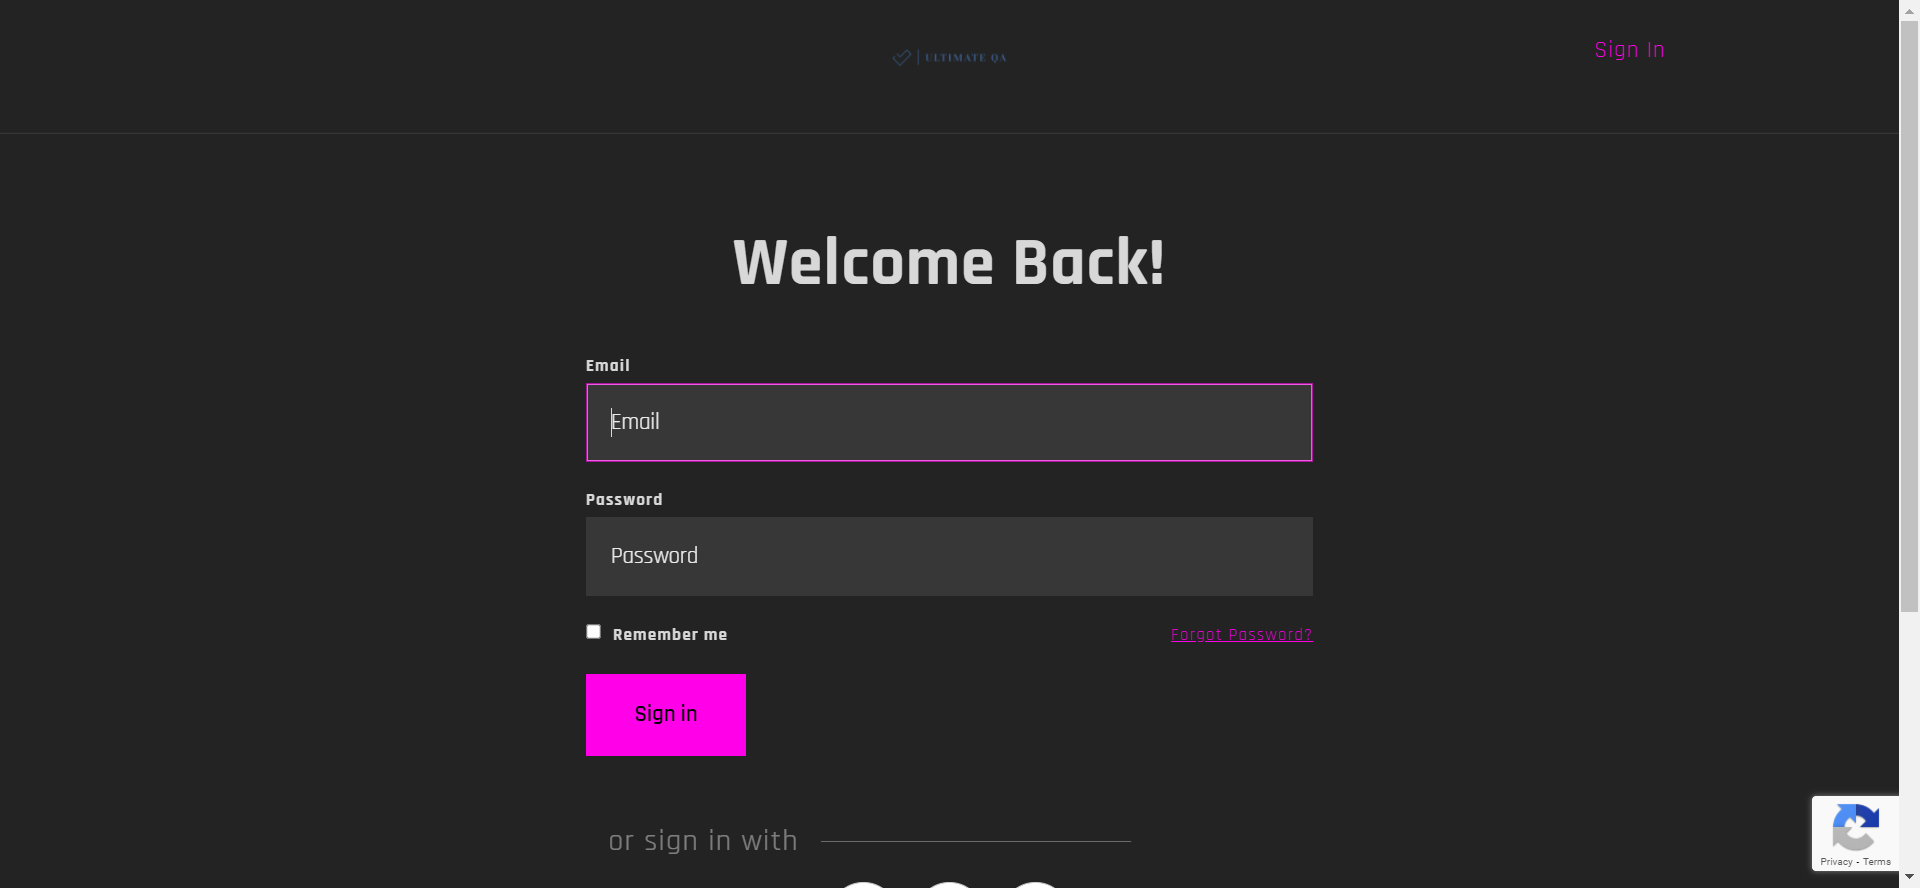 ULTIMATE QA
Sign In
Welcome Back!
Email
Email
Password
Password
Remember me
Forgot Password?
Sign in
or sign in with
Privacy - Terms